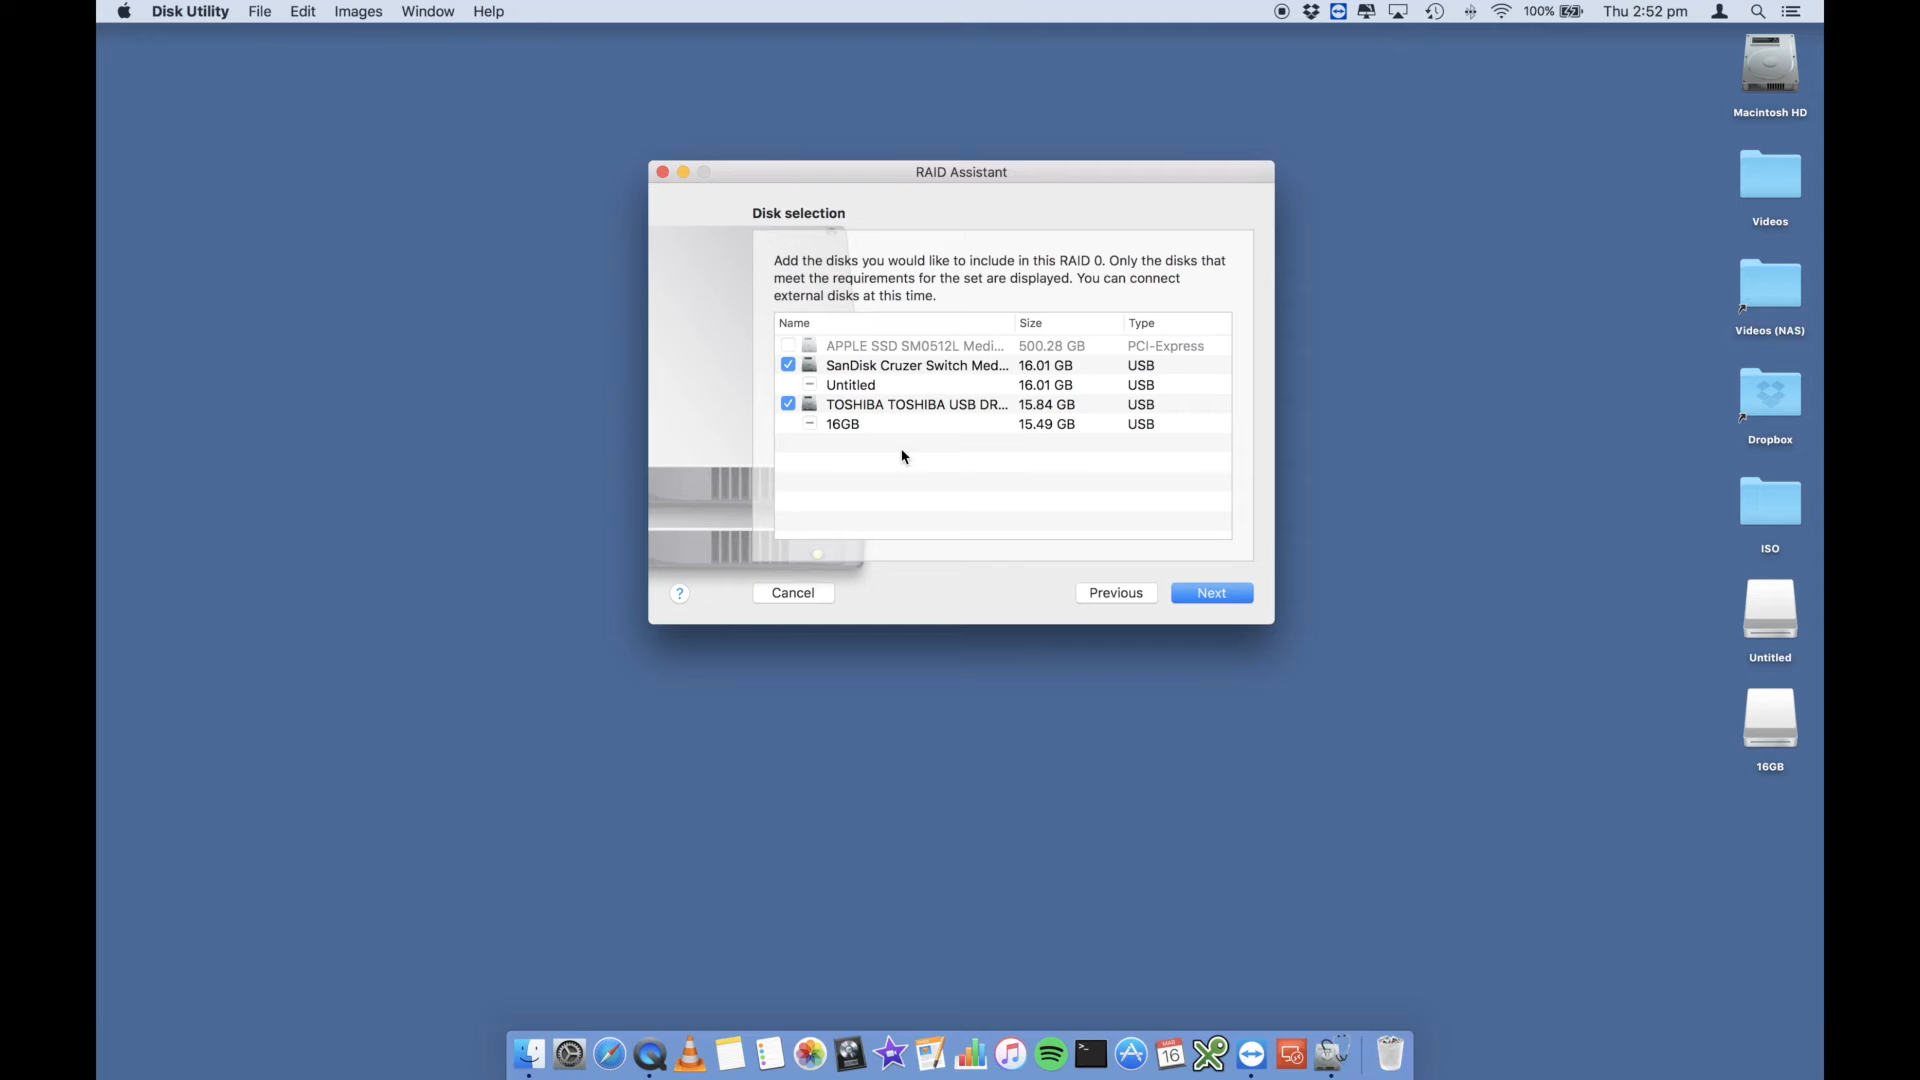 Disk Utility File Edit Images Window Help 100% Thu 2:52 pm
Macintosh HD
Videos
Videos (NAS)
Dropbox
ISO
Untitled
16GB
RAID Assistant
Disk selection
Add the disks you would like to include in this RAID 0. Only the disks that
meet the requirements for the set are displayed. You can connect
external disks at this time.
Name Size Type
APPLE SSD SM0512L Medi... 500.28 GB PCI-Express
SanDisk Cruzer Switch Med... 16.01 GB USB
Untitled 16.01 GB USB
TOSHIBA TOSHIBA USB DR... 15.84 GB USB
16GB 15.49 GB USB
? Cancel Previous Next
MAR
16